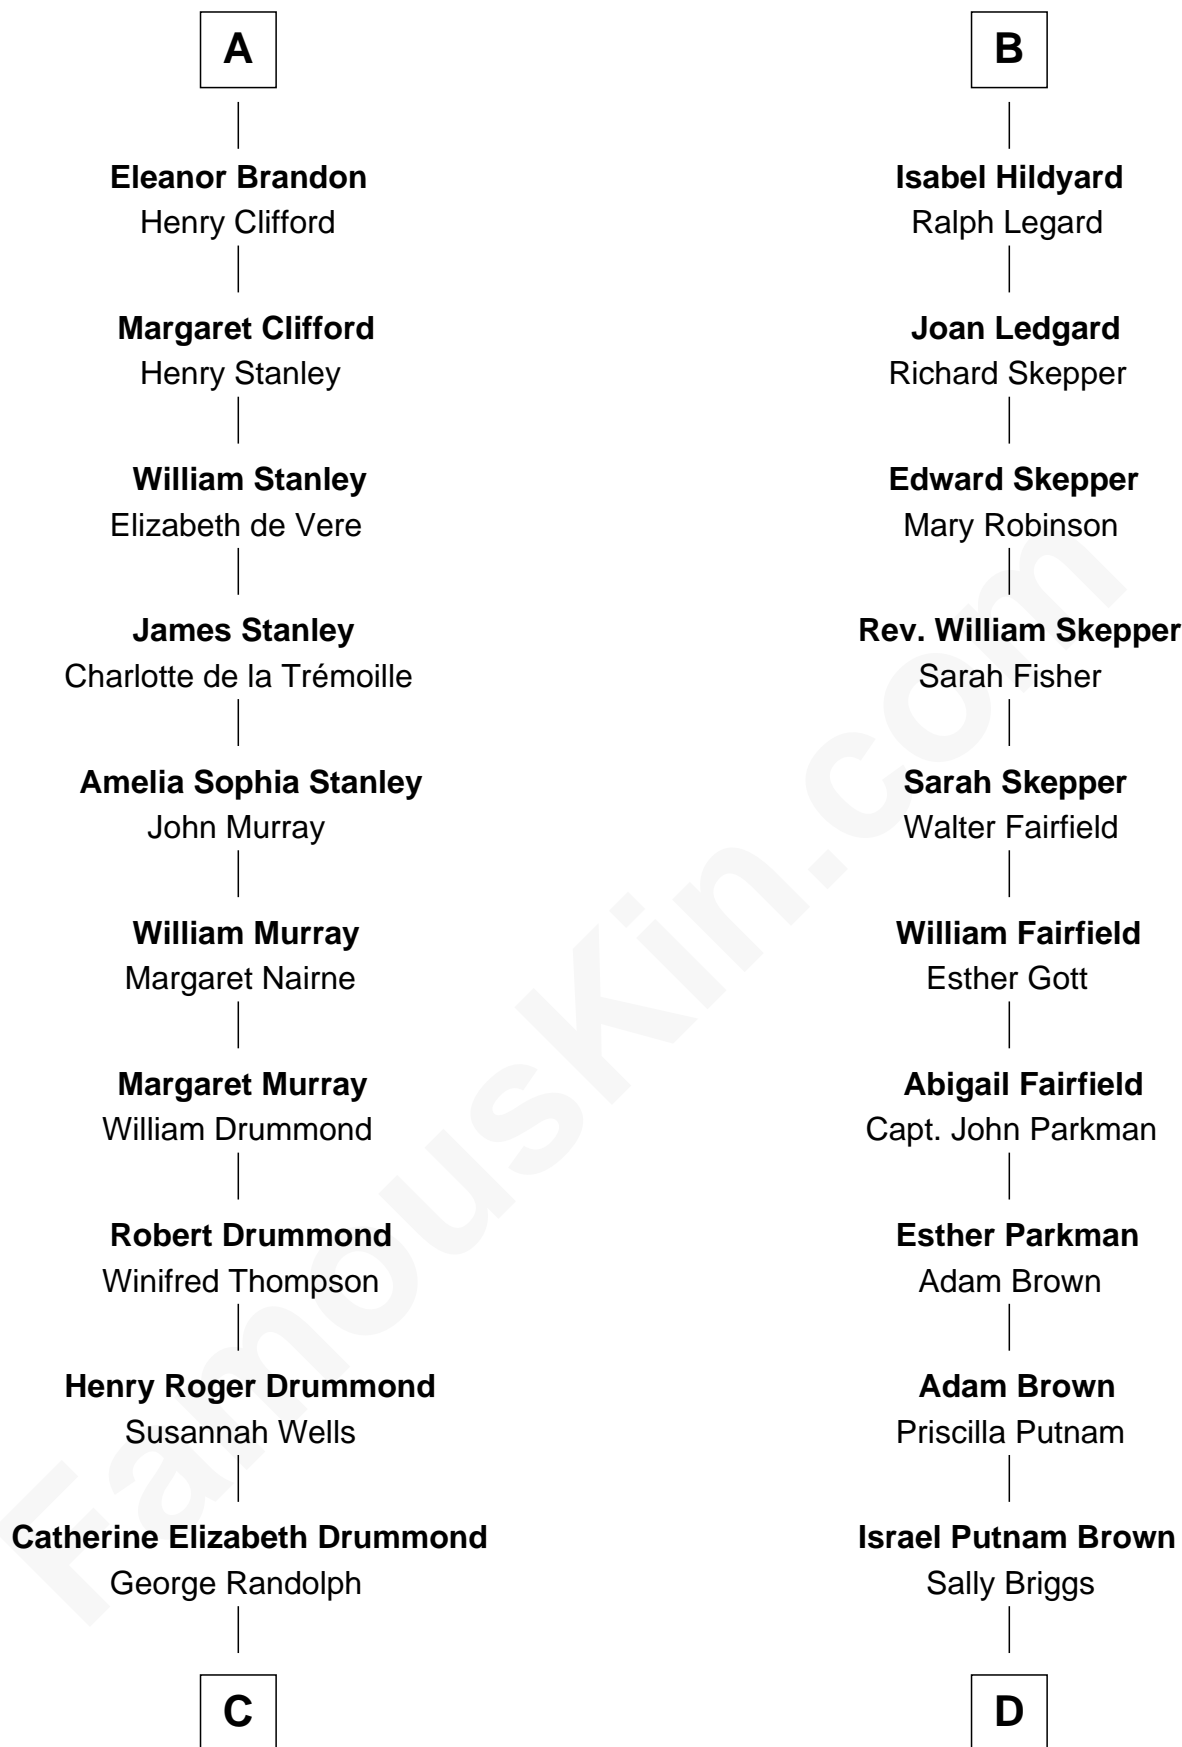 A
Eleanor Brandon
Henry Clifford
Margaret Clifford
Henry Stanley
William Stanley
Elizabeth de Vere
James Stanley
Charlotte de la Trémoille
Amelia Sophia Stanley
John Murray
William Murray
Margaret Nairne
Margaret Murray
William Drummond
Robert Drummond
Winifred Thompson
Henry Roger Drummond
Susannah Wells
Catherine Elizabeth Drummond
George Randolph
C
B
Isabel Hildyard
Ralph Legard
Joan Ledgard
Richard Skepper
Edward Skepper
Mary Robinson
Rev. William Skepper
Sarah Fisher
Sarah Skepper
Walter Fairfield
William Fairfield
Esther Gott
Abigail Fairfield
Capt. John Parkman
Esther Parkman
Adam Brown
Adam Brown
Priscilla Putnam
Israel Putnam Brown
Sally Briggs
D
FamousKin.com